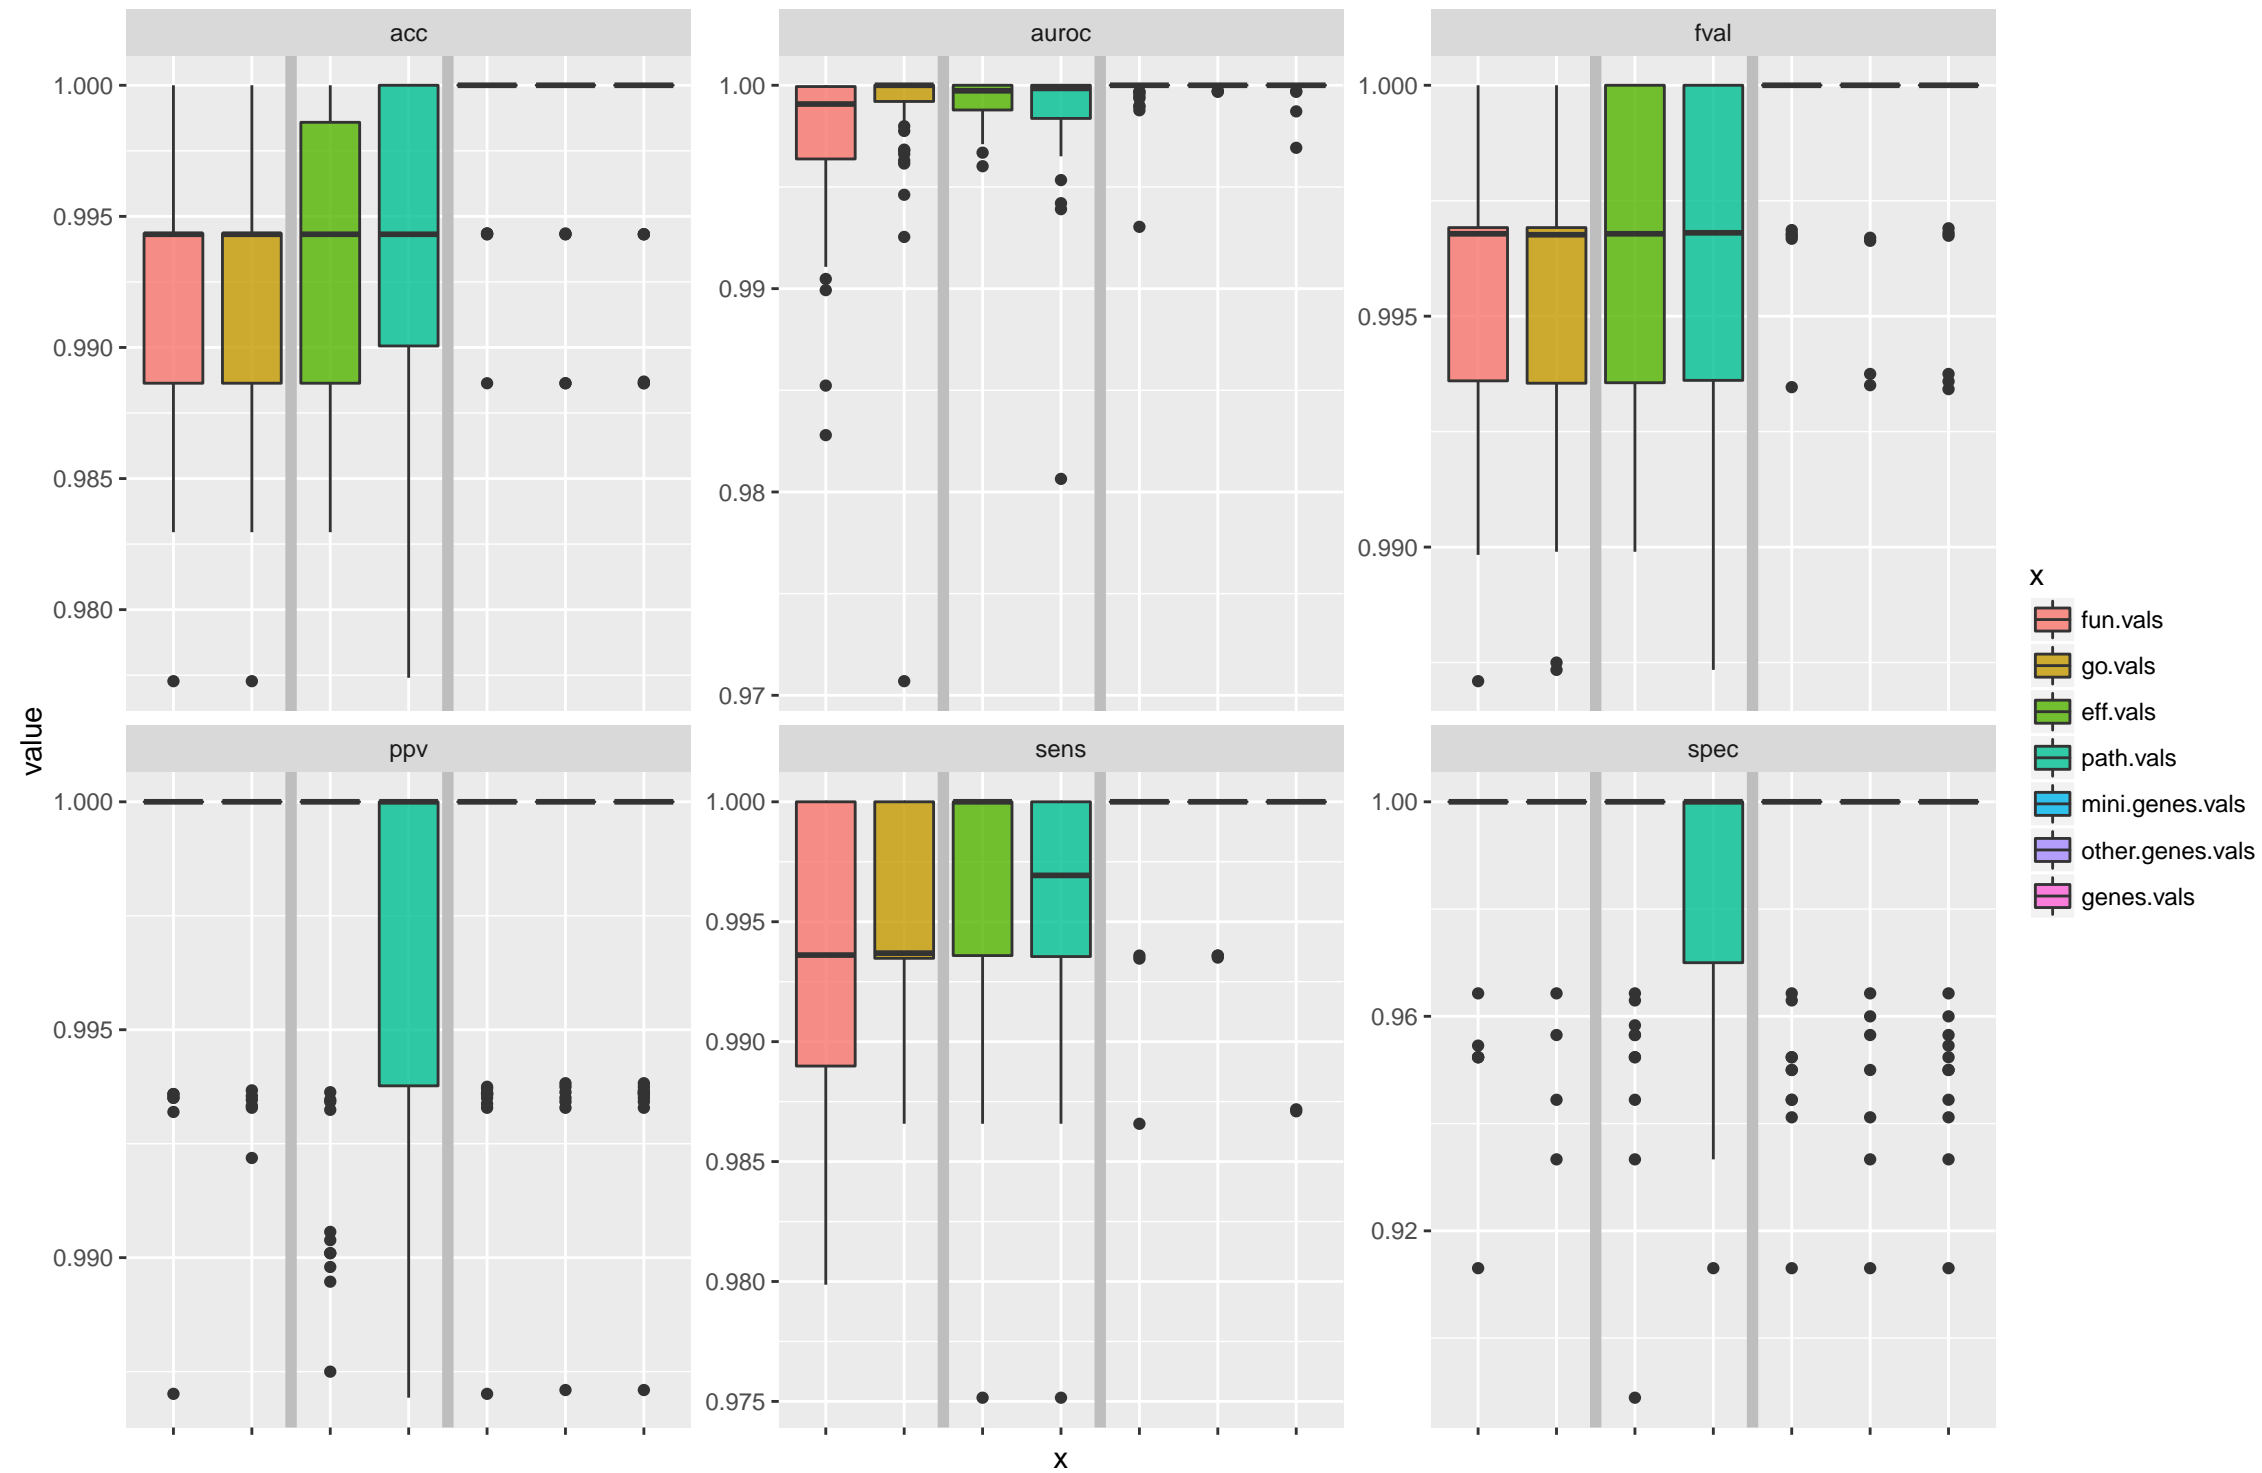 acc
auroc
fval
1.000
0.995
0.990
0.985
0.980
1.00
0.99
0.98
0.97
1.000
0.995
0.990
value
ppv
sens
spec
1.000
0.995
0.990
1.000
0.995
0.990
0.985
0.980
0.975
1.00
0.96
0.92
x
x
fun.vals
go.vals
eff.vals
path.vals
mini.genes.vals
other.genes.vals
genes.vals